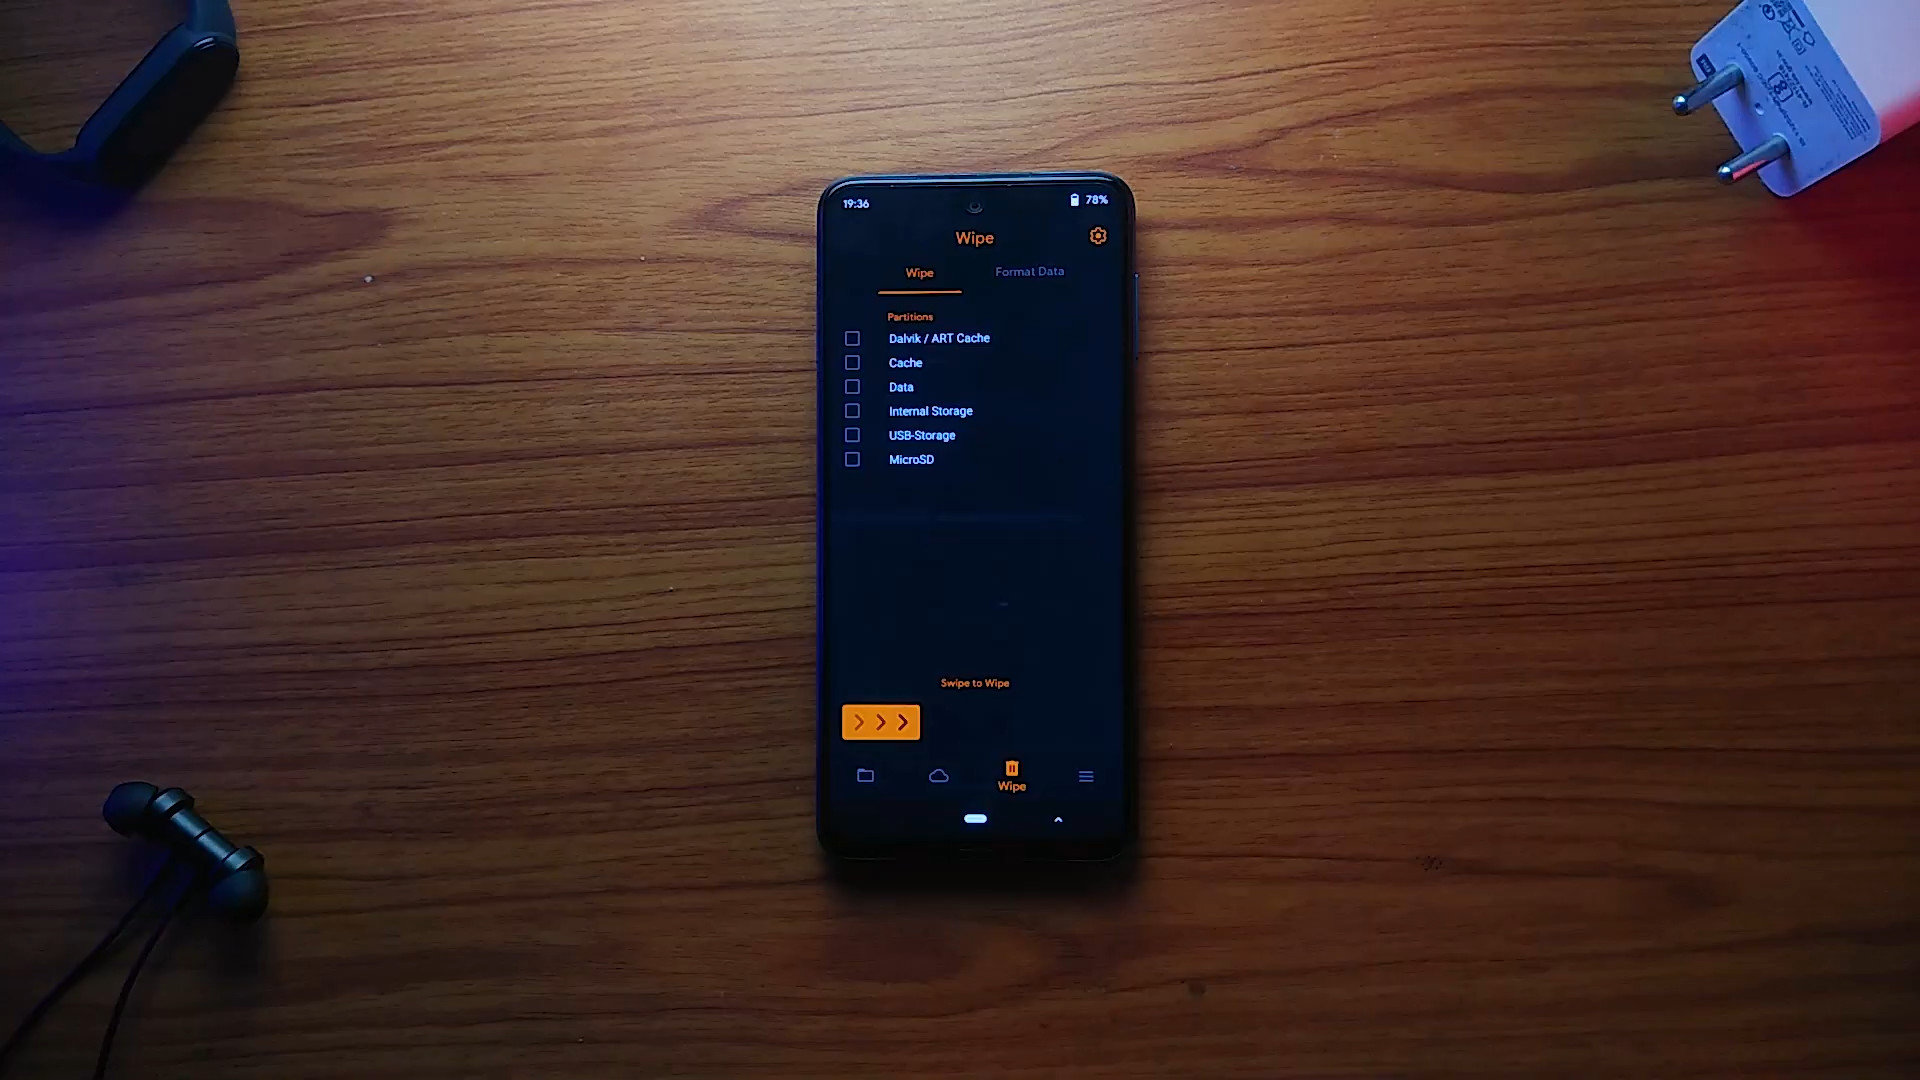 19:36
78%
Wipe
Wipe
Format Data
Partitions
Dalvik / ART Cache
Cache
Data
Internal Storage
USB-Storage
MicroSD
Swipe to Wipe
Wipe